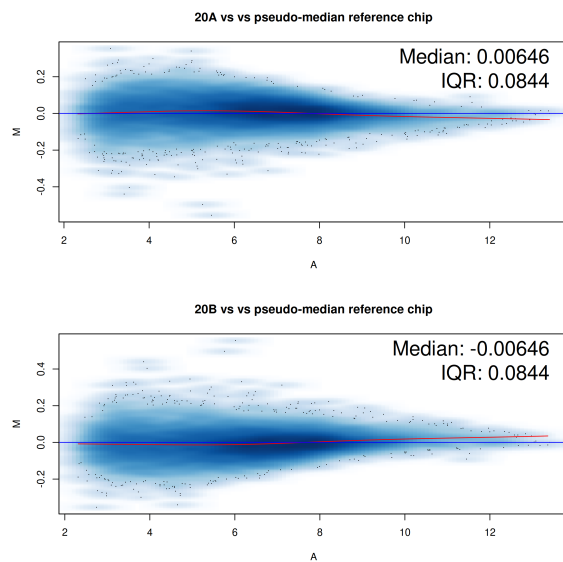 20A vs vs pseudo-median reference chip
Median: 0.00646
IQR: 0.0844
0.2
0.0
-0.2
-0.4
M
2 4 6 8 10 12
A
20B vs vs pseudo-median reference chip
Median: -0.00646
IQR: 0.0844
0.4
0.2
0.0
-0.2
M
2 4 6 8 10 12
A